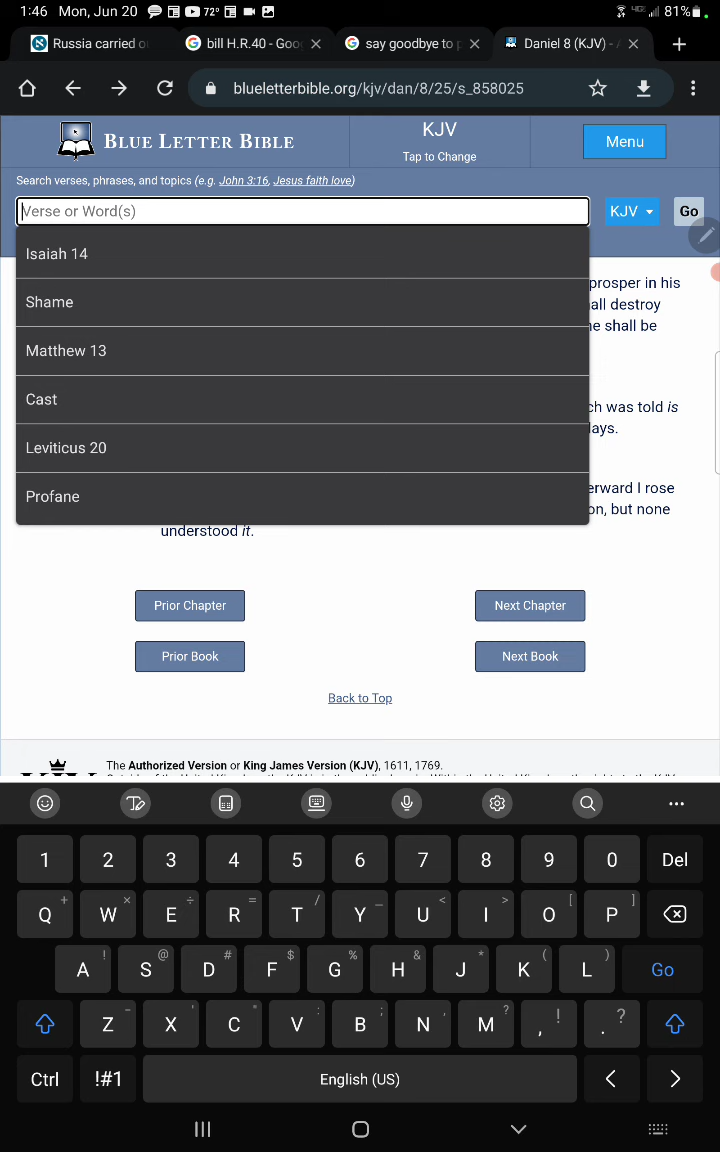 1:46 Mon, Jun 20 72° 4G 81%
Russia carried o
bill H.R.40 - Goo
say goodbye to p
Daniel 8 (KJV) - /
blueletterbible.org/kjv/dan/8/25/s_858025
BLUE LETTER BIBLE
KJV
Tap to Change
Menu
Search verses, phrases, and topics (e.g. John 3:16, Jesus faith love)
Verse or Word(s)
KJV
Go
Isaiah 14
Shame
Matthew 13
Cast
Leviticus 20
Profane
prosper in his
all destroy
he shall be
ch was told is
days.
erward I rose
on, but none
understood it.
Prior Chapter
Next Chapter
Prior Book
Next Book
Back to Top
The Authorized Version or King James Version (KJV), 1611, 1769.
1 2 3 4 5 6 7 8 9 0 Del
Q + W × E ÷ R = T / Y _ U < I > O [ P ]
A ! S @ D # F $ G % H & J * K ( L ) Go
Z - X ' C " V : B ; N , M ? , ! . ?
Ctrl !#1 English (US) < >